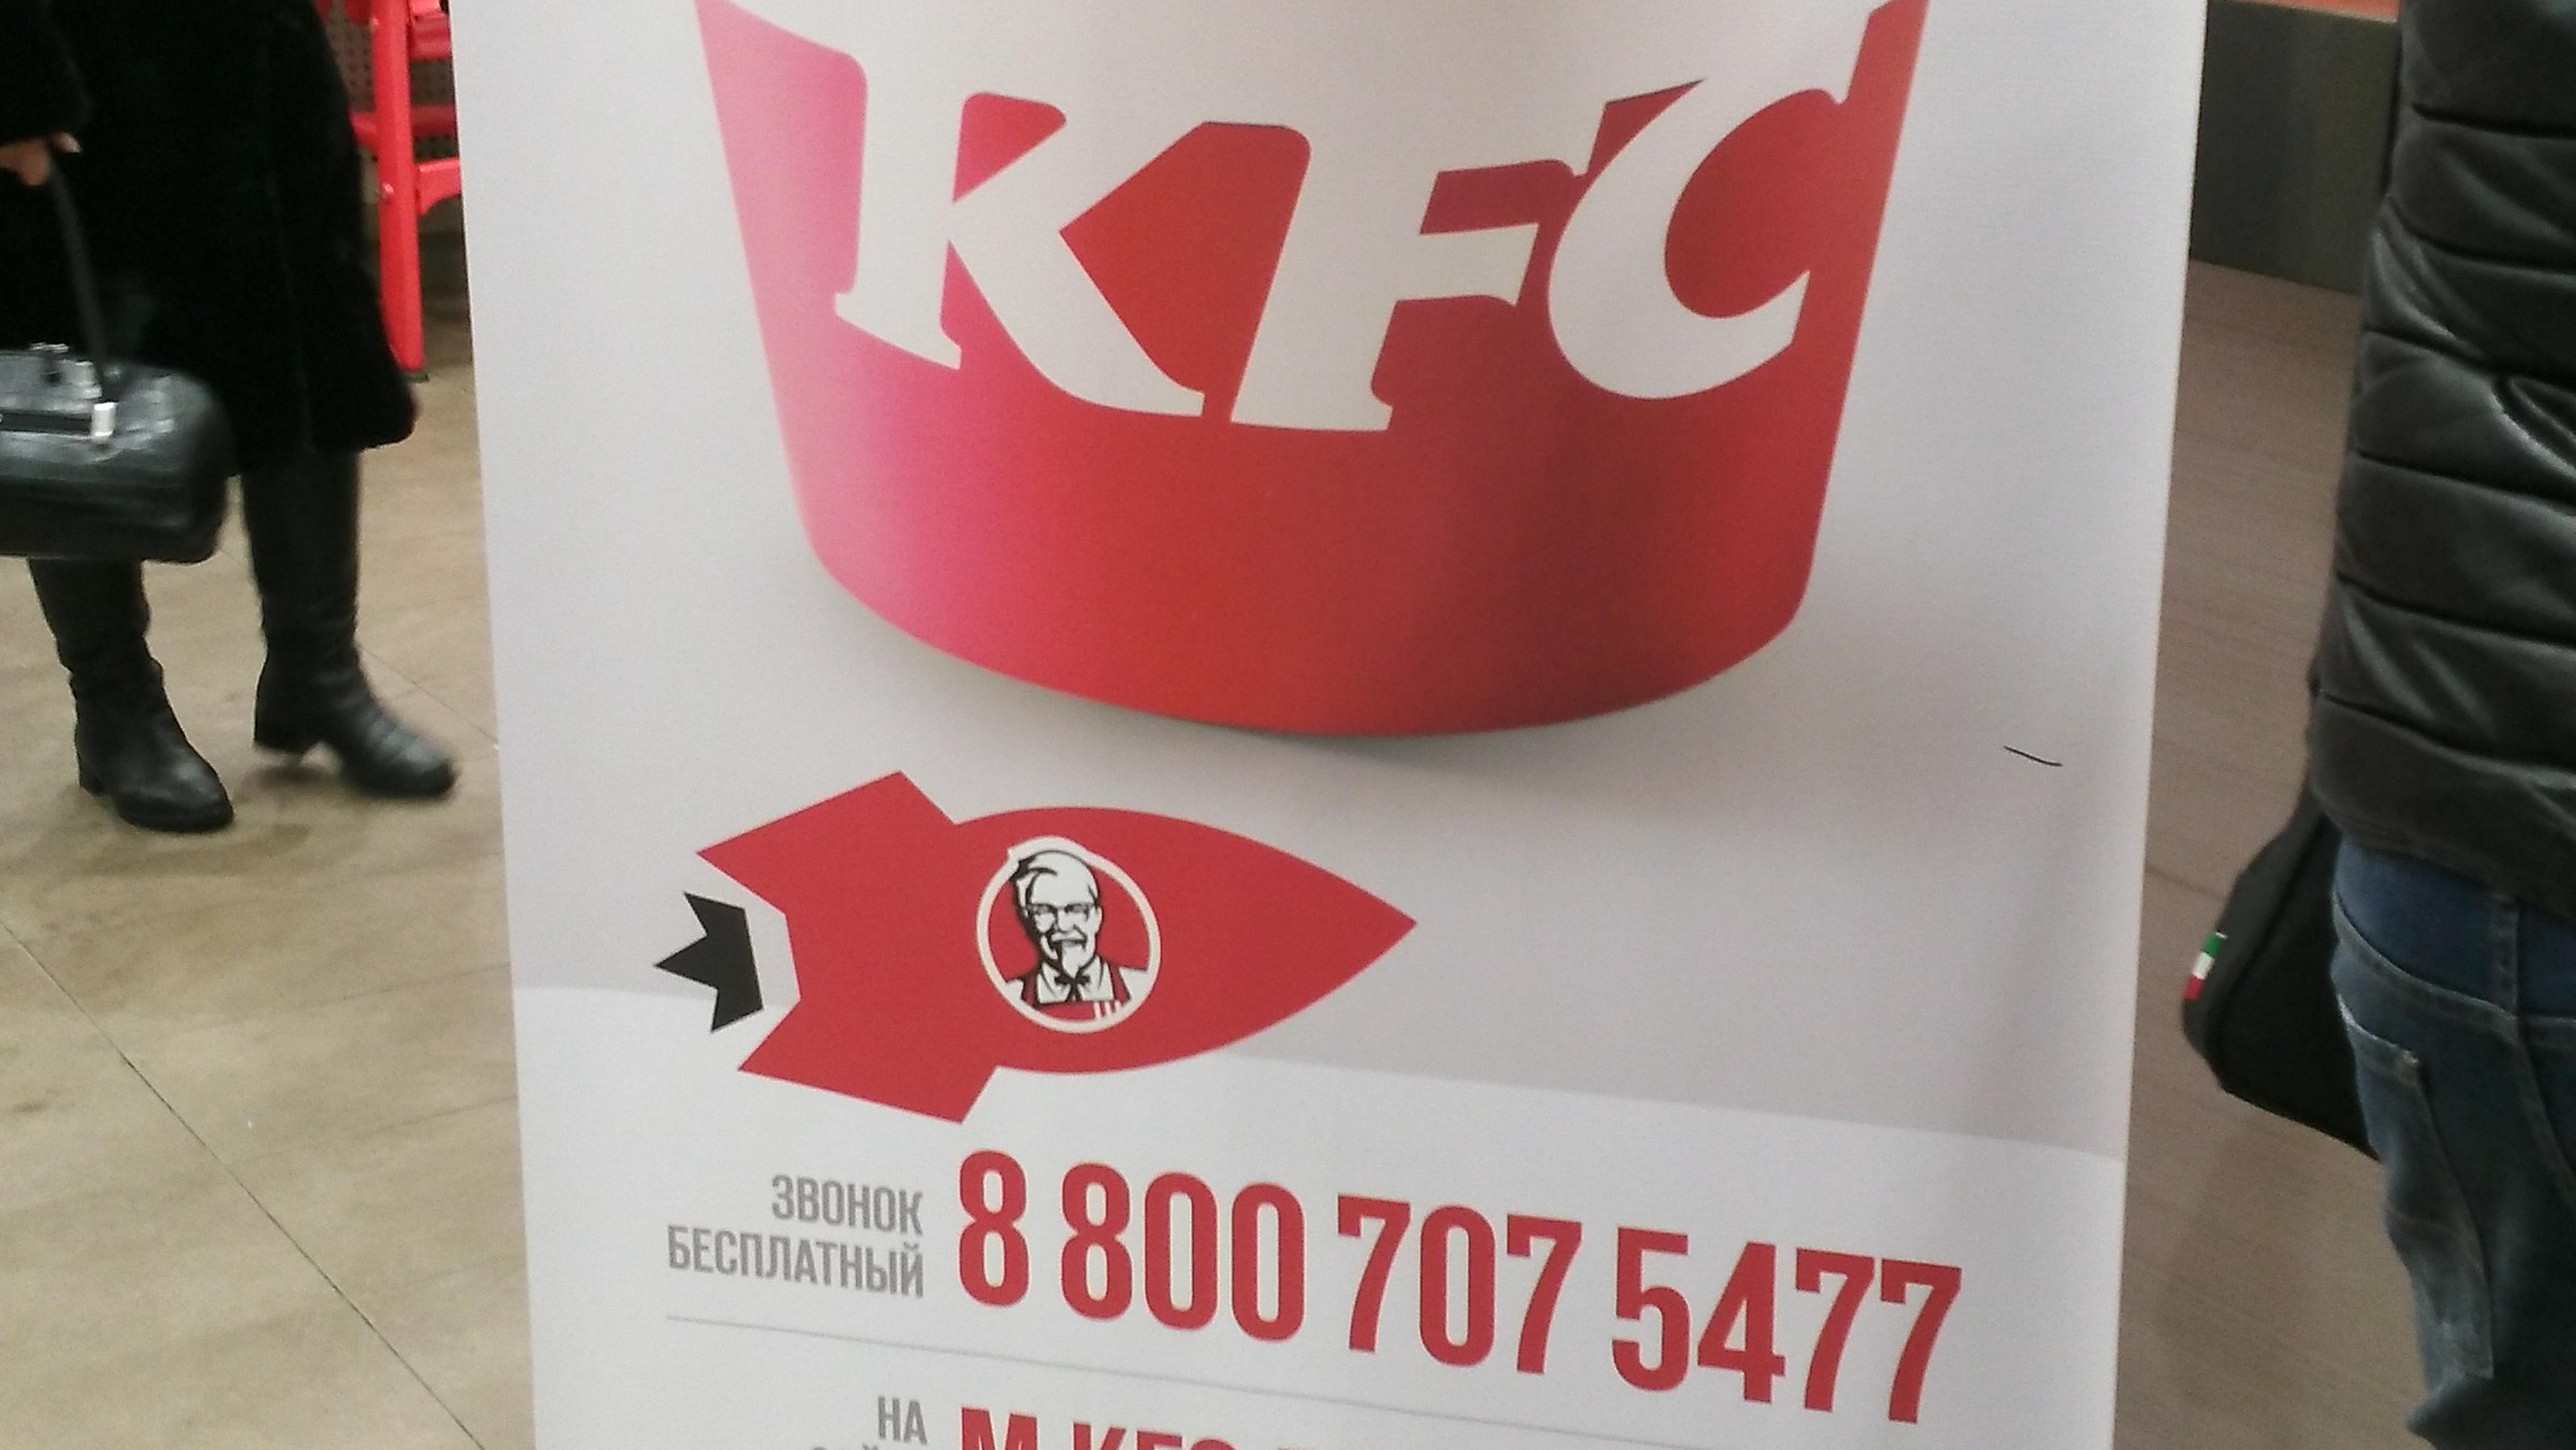 KFC
ЗВОНОК
БЕСПЛАТНЫЙ
8 800 707 5477
НА